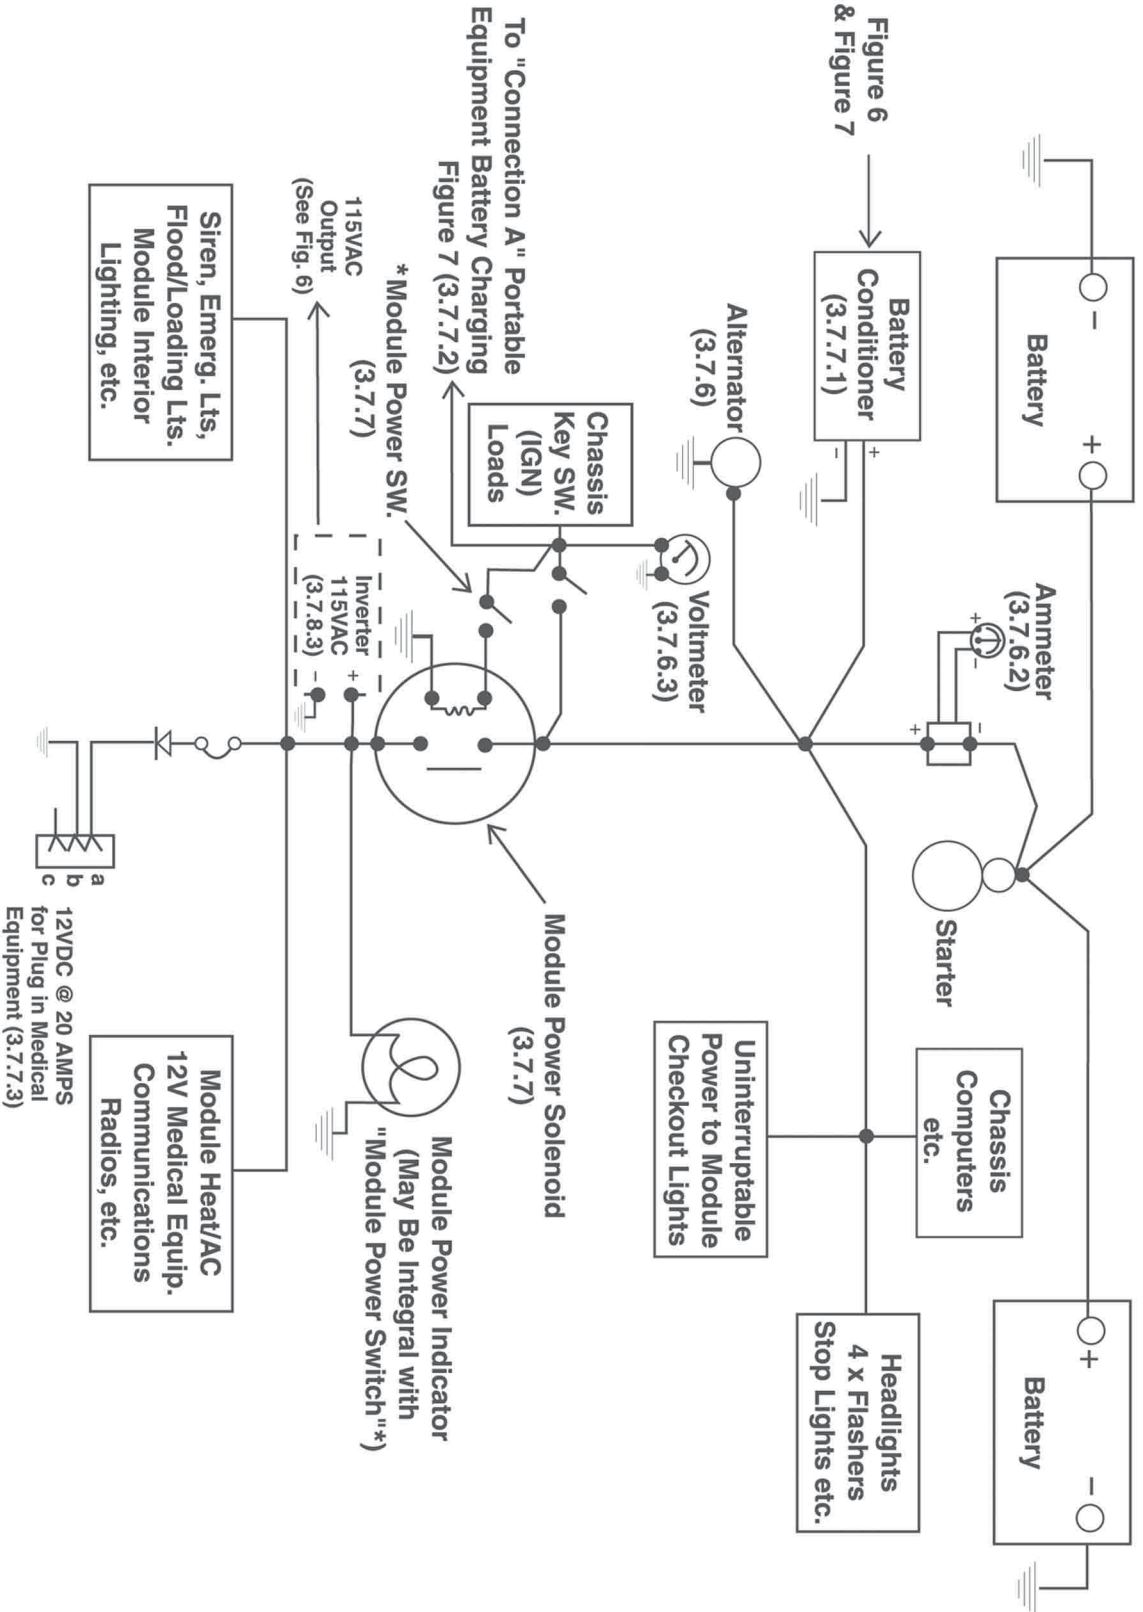 Battery
−
+
Battery
+
−
Figure 6
& Figure 7
Battery
Conditioner
(3.7.7.1)
+
−
Ammeter
(3.7.6.2)
+
−
+
−
Starter
Chassis
Computers
etc.
Headlights
4 x Flashers
Stop Lights etc.
Alternator
(3.7.6)
Voltmeter
(3.7.6.3)
Uninterruptable
Power to Module
Checkout Lights
To "Connection A" Portable
Equipment Battery Charging
Figure 7 (3.7.7.2)
Chassis
Key SW.
(IGN)
Loads
Module Power Solenoid
(3.7.7)
*Module Power SW.
(3.7.7)
Module Power Indicator
(May Be Integral with
"Module Power Switch"*)
115VAC
Output
(See Fig. 6)
Inverter
115VAC
(3.7.8.3)
+
−
Siren, Emerg. Lts,
Flood/Loading Lts.
Module Interior
Lighting, etc.
Module Heat/AC
12V Medical Equip.
Communications
Radios, etc.
a
b
c
12VDC @ 20 AMPS
for Plug in Medical
Equipment (3.7.7.3)